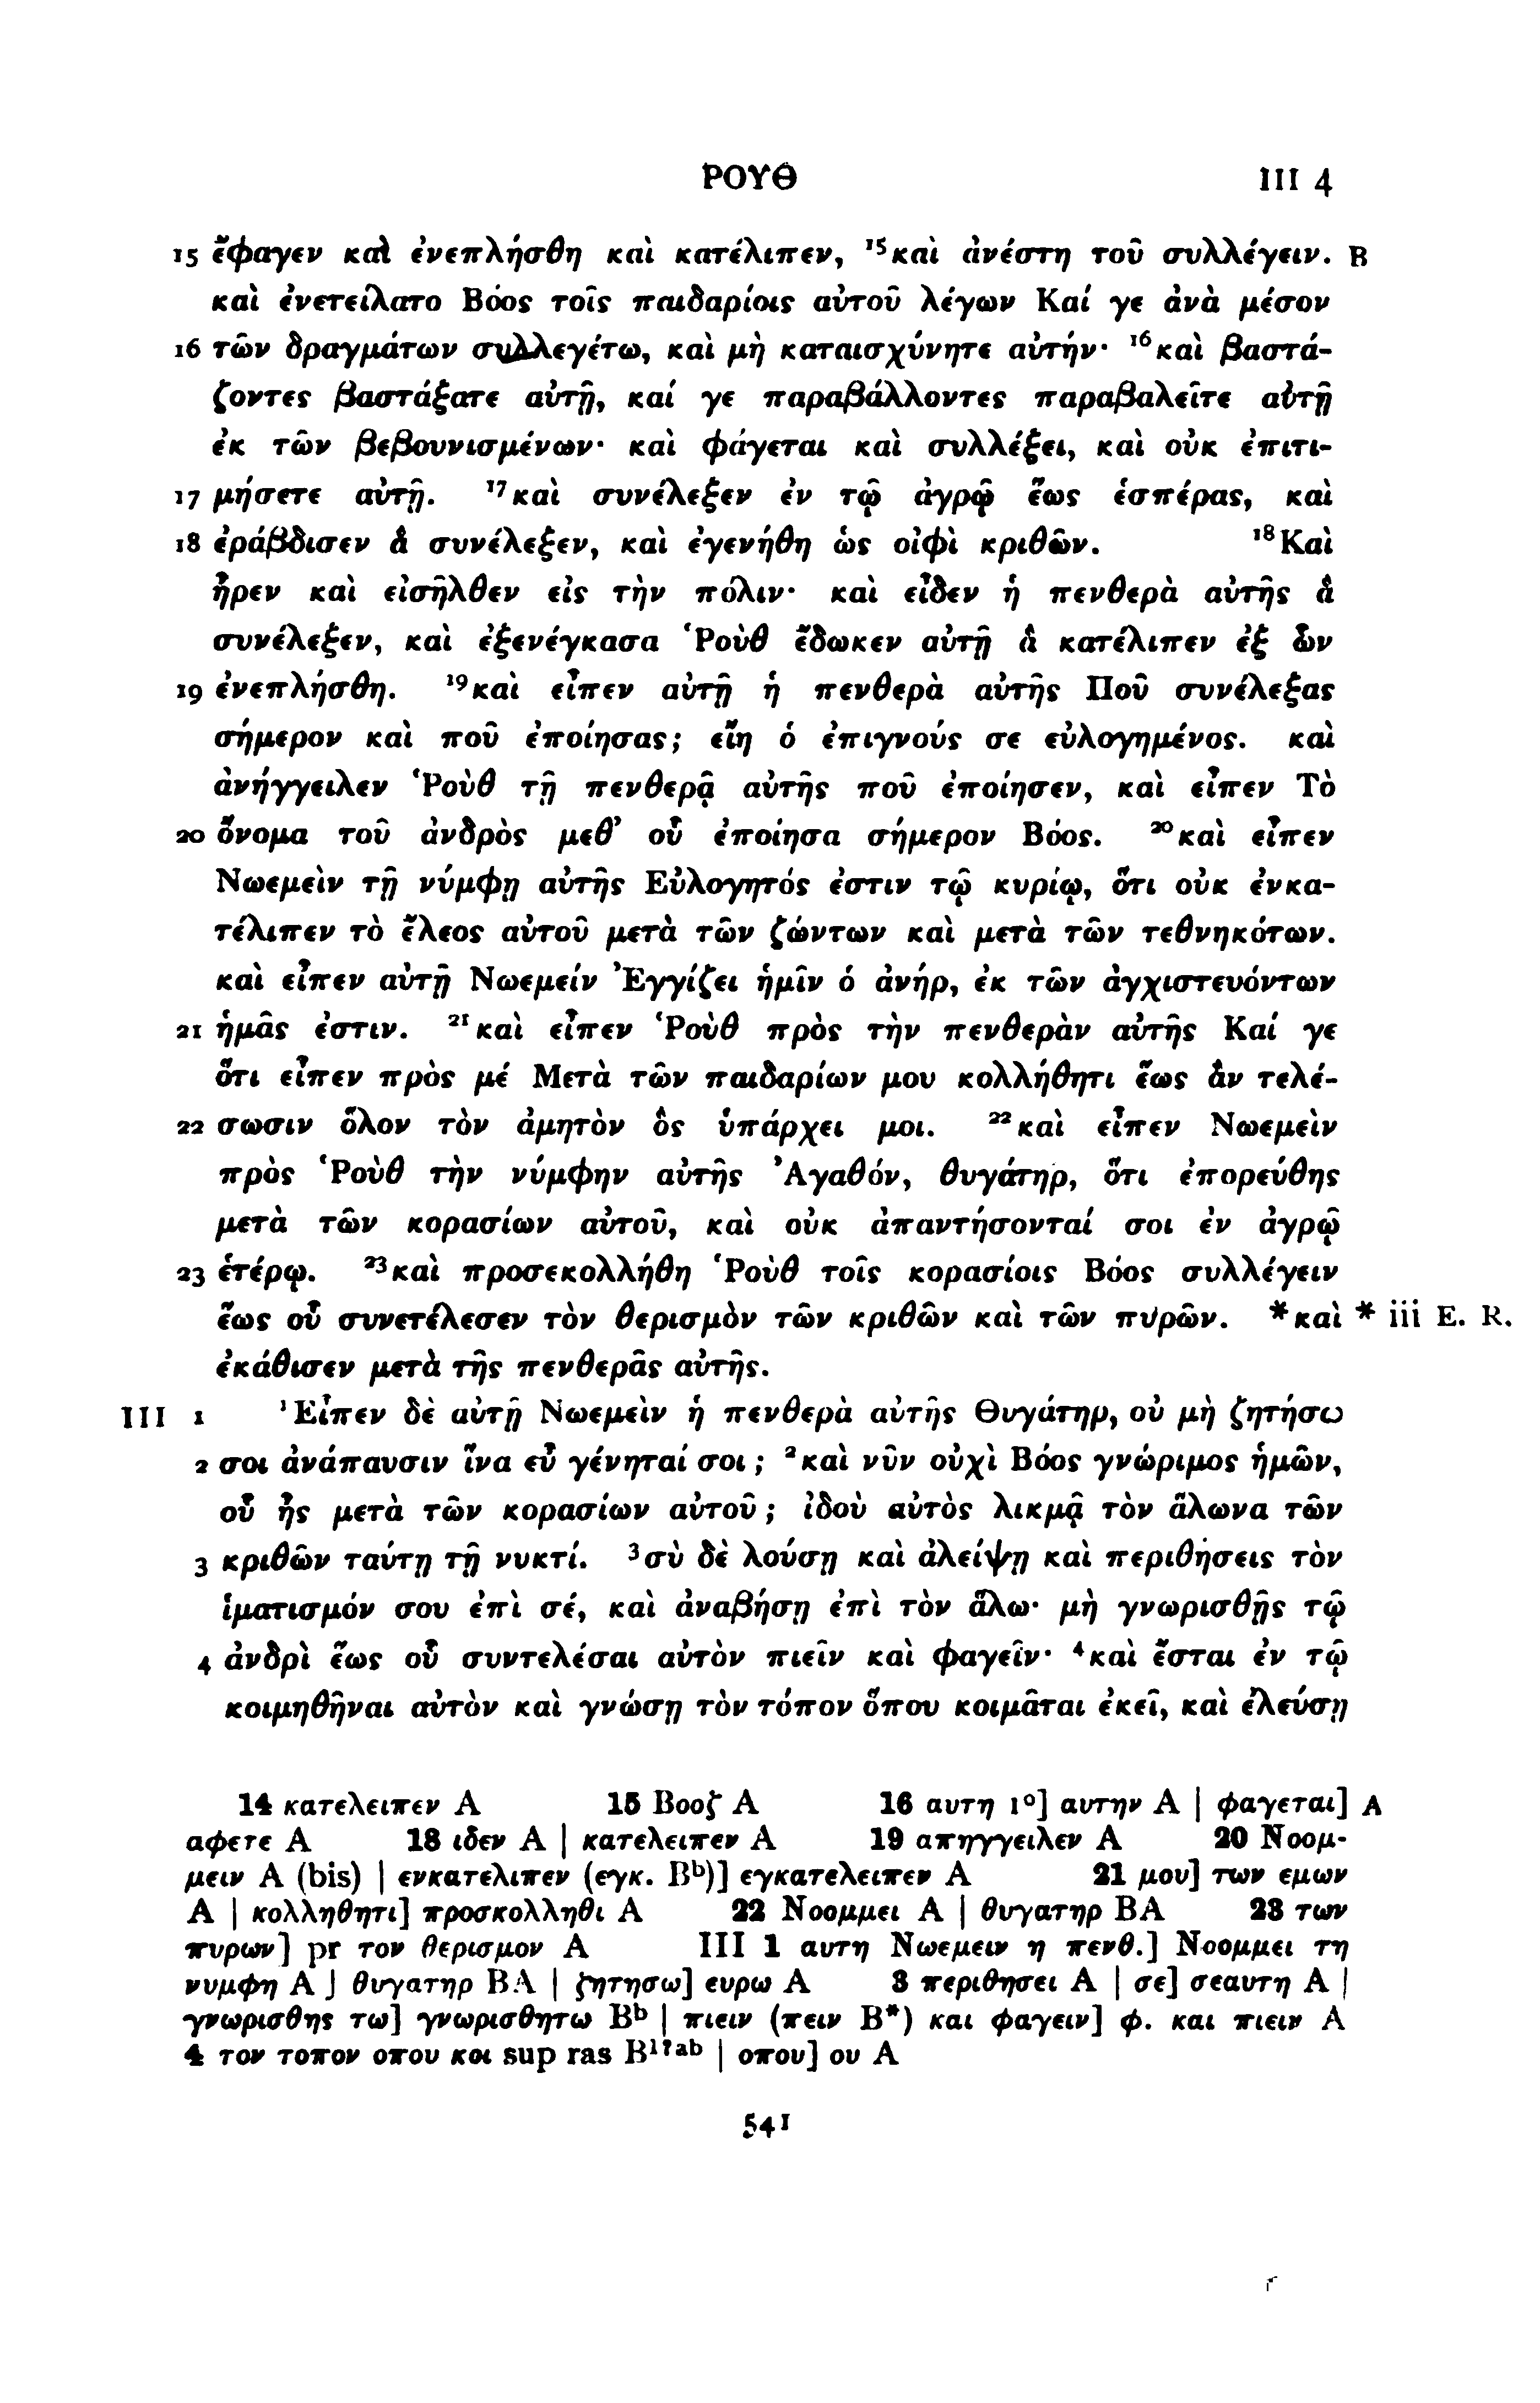 ΡΟΥΘ III 4
15 ἔφαγεν καὶ ἐνεπλήσθη καὶ κατέλιπεν, ¹⁵καὶ ἀνέστη τοῦ συλλέγειν. B
καὶ ἐνετείλατο Βόος τοῖς παιδαρίοις αὐτοῦ λέγων Καί γε ἀνὰ μέσον
16 τῶν δραγμάτων συλλεγέτω, καὶ μὴ καταισχύνητε αὐτήν· ¹⁶καὶ βαστά-
ζοντες βαστάξατε αὐτῇ, καί γε παραβάλλοντες παραβαλεῖτε αὐτῇ
ἐκ τῶν βεβουνισμένων· καὶ φάγεται καὶ συλλέξει, καὶ οὐκ ἐπιτι-
17 μήσετε αὐτῇ. ¹⁷καὶ συνέλεξεν ἐν τῷ ἀγρῷ ἕως ἑσπέρας, καὶ
18 ἐράβδισεν ἃ συνέλεξεν, καὶ ἐγενήθη ὡς οἰφὶ κριθῶν. ¹⁸Καὶ
ἦρεν καὶ εἰσῆλθεν εἰς τὴν πόλιν· καὶ εἶδεν ἡ πενθερὰ αὐτῆς ἃ
συνέλεξεν, καὶ ἐξενέγκασα Ῥοὺθ ἔδωκεν αὐτῇ ἃ κατέλιπεν ἐξ ὧν
19 ἐνεπλήσθη. ¹⁹καὶ εἶπεν αὐτῇ ἡ πενθερὰ αὐτῆς Ποῦ συνέλεξας
σήμερον καὶ ποῦ ἐποίησας; εἴη ὁ ἐπιγνούς σε εὐλογημένος. καὶ
ἀνήγγειλεν Ῥοὺθ τῇ πενθερᾷ αὐτῆς ποῦ ἐποίησεν, καὶ εἶπεν Τὸ
20 ὄνομα τοῦ ἀνδρὸς μεθ’ οὗ ἐποίησα σήμερον Βόος. ²⁰καὶ εἶπεν
Νωεμεὶν τῇ νύμφῃ αὐτῆς Εὐλογητός ἐστιν τῷ κυρίῳ, ὅτι οὐκ ἐνκα-
τέλιπεν τὸ ἔλεος αὐτοῦ μετὰ τῶν ζώντων καὶ μετὰ τῶν τεθνηκότων.
καὶ εἶπεν αὐτῇ Νωεμείν Ἐγγίζει ἡμῖν ὁ ἀνήρ, ἐκ τῶν ἀγχιστευόντων
21 ἡμᾶς ἐστιν. ²¹καὶ εἶπεν Ῥοὺθ πρὸς τὴν πενθερὰν αὐτῆς Καί γε
ὅτι εἶπεν πρὸς μέ Μετὰ τῶν παιδαρίων μου κολλήθητι ἕως ἂν τελέ-
22 σωσιν ὅλον τὸν ἀμητὸν ὃς ὑπάρχει μοι. ²²καὶ εἶπεν Νωεμεὶν
πρὸς Ῥοὺθ τὴν νύμφην αὐτῆς Ἀγαθόν, θυγάτηρ, ὅτι ἐπορεύθης
μετὰ τῶν κορασίων αὐτοῦ, καὶ οὐκ ἀπαντήσονταί σοι ἐν ἀγρῷ
23 ἑτέρῳ. ²³καὶ προσεκολλήθη Ῥοὺθ τοῖς κορασίοις Βόος συλλέγειν
ἕως οὗ συνετέλεσεν τὸν θερισμὸν τῶν κριθῶν καὶ τῶν πυρῶν. *καὶ * iii E. R.
ἐκάθισεν μετὰ τῆς πενθερᾶς αὐτῆς.
III 1 ¹Εἶπεν δὲ αὐτῇ Νωεμεὶν ἡ πενθερὰ αὐτῆς Θυγάτηρ, οὐ μὴ ζητήσω
2 σοι ἀνάπαυσιν ἵνα εὖ γένηταί σοι; ²καὶ νῦν οὐχὶ Βόος γνώριμος ἡμῶν,
οὗ ἦς μετὰ τῶν κορασίων αὐτοῦ; ἰδοὺ αὐτὸς λικμᾷ τὸν ἅλωνα τῶν
3 κριθῶν ταύτῃ τῇ νυκτί. ³σὺ δὲ λούσῃ καὶ ἀλείψῃ καὶ περιθήσεις τὸν
ἱματισμόν σου ἐπὶ σέ, καὶ ἀναβήσῃ ἐπὶ τὸν ἅλω· μὴ γνωρισθῇς τῷ
4 ἀνδρὶ ἕως οὗ συντελέσαι αὐτὸν πιεῖν καὶ φαγεῖν· ⁴καὶ ἔσται ἐν τῷ
κοιμηθῆναι αὐτὸν καὶ γνώσῃ τὸν τόπον ὅπου κοιμᾶται ἐκεῖ, καὶ ἐλεύσῃ
14 κατελειπεν A 15 Βοοζ A 16 αυτη 1°] αυτην A | φαγεται] A
αφετε A 18 ιδεν A | κατελειπεν A 19 απηγγειλεν A 20 Νοομ-
μειν A (bis) | ενκατελιπεν (εγκ. Bᵇ)] εγκατελειπεν A 21 μου] των εμων
A | κολληθητι] προσκολληθι A 22 Νοομμει A | θυγατηρ BA 23 των
πυρων] pr τον θερισμον A III 1 αυτη Νωεμειν η πενθ.] Νοομμει τη
νυμφη A | θυγατηρ BA | ζητησω] ευρω A 3 περιθησει A | σε] σεαυτη A |
γνωρισθης τω] γνωρισθητω Bᵇ | πιειν (πειν B*) και φαγειν] φ. και πιειν A
4 τον τοπον οπου κοι sup ras B¹ˀᵃᵇ | οπου] ου A
541